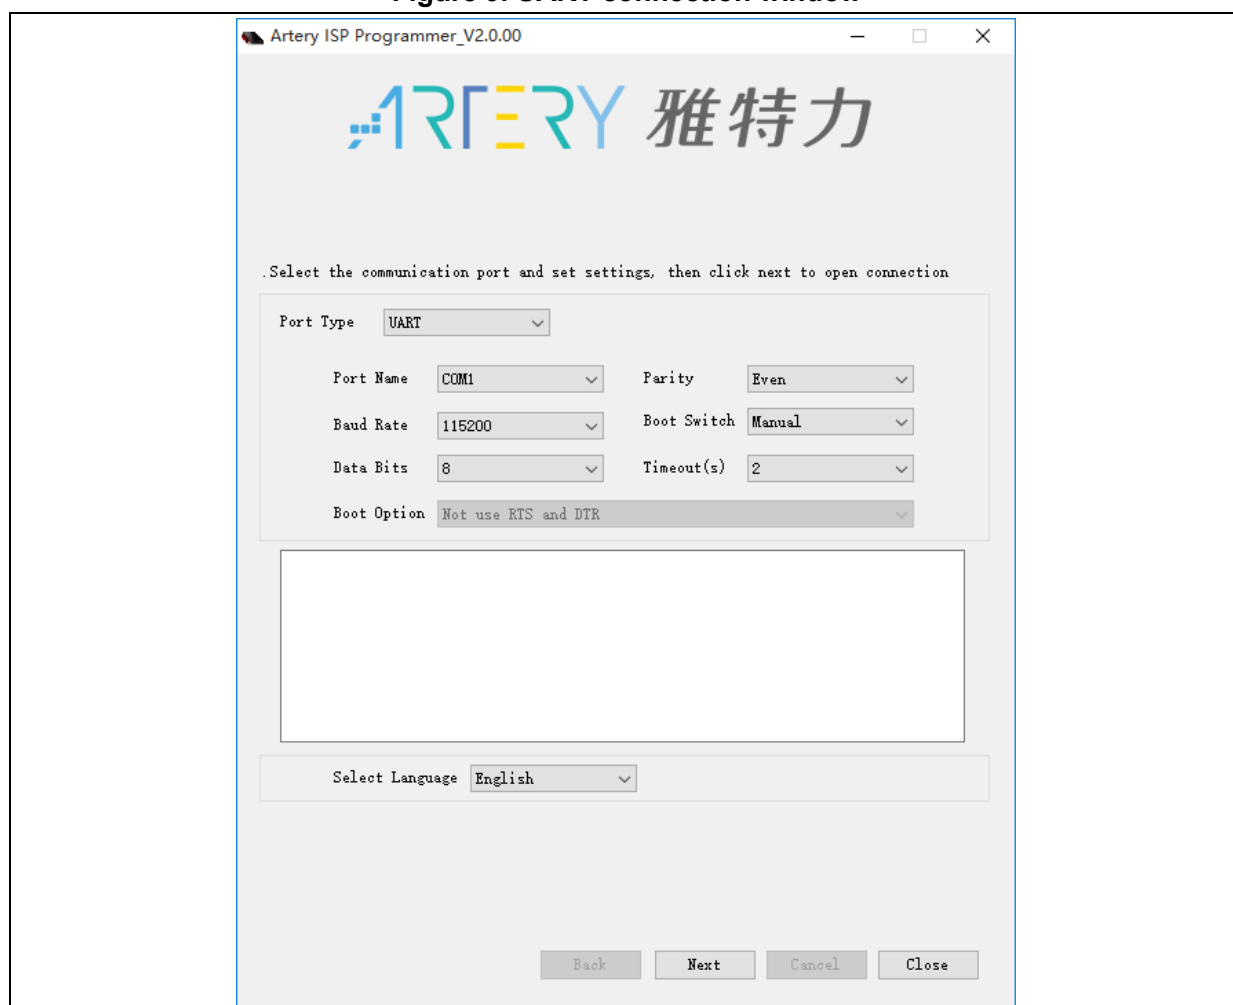 Artery ISP Programmer_V2.0.00
ARTERY 雅特力
.Select the communication port and set settings, then click next to open connection
Port Type UART
Port Name COM1 Parity Even
Baud Rate 115200 Boot Switch Manual
Data Bits 8 Timeout(s) 2
Boot Option Not use RTS and DTR
Select Language English
Back Next Cancel Close